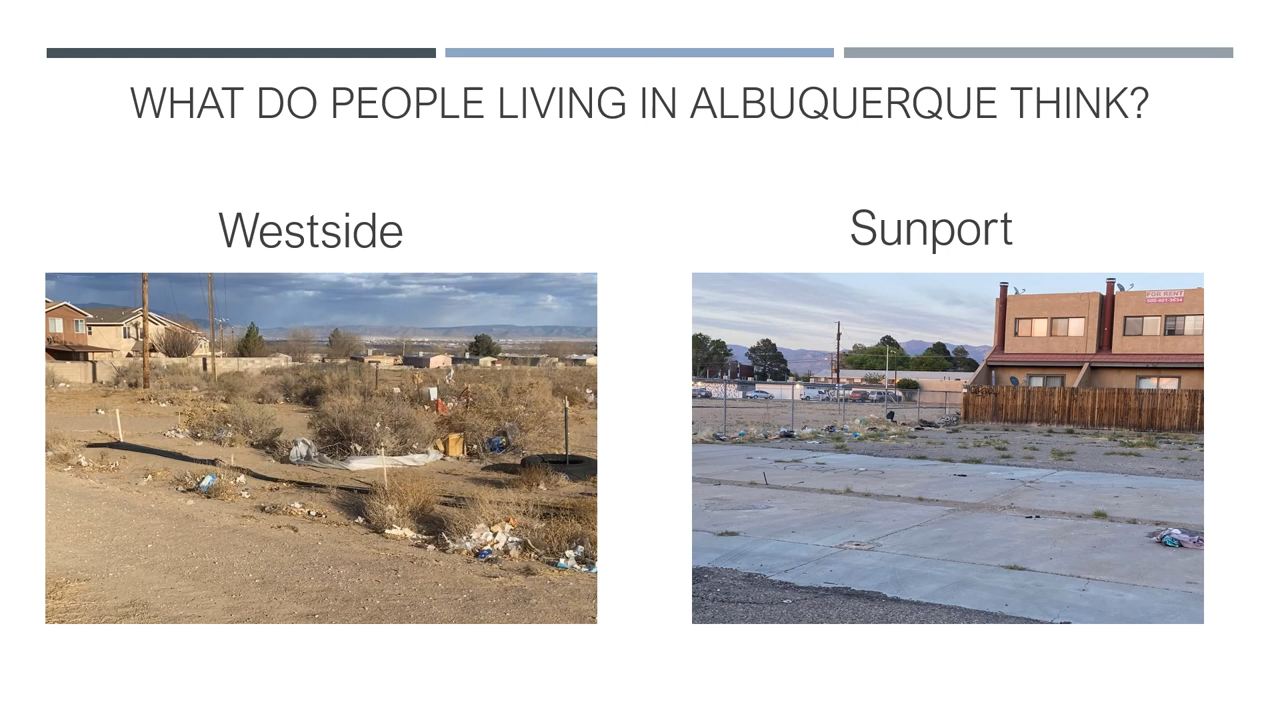 WHAT DO PEOPLE LIVING IN ALBUQUERQUE THINK?
Westside
Sunport
FOR RENT